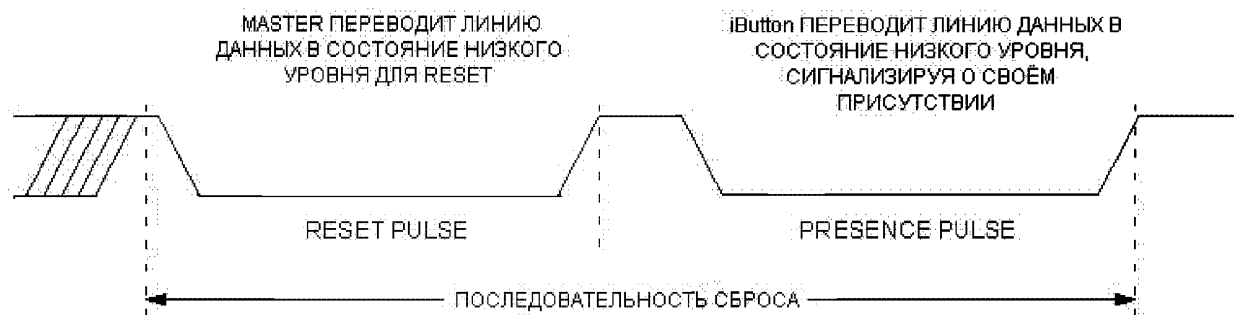 MASTER ПЕРЕВОДИТ ЛИНИЮ
ДАННЫХ В СОСТОЯНИЕ НИЗКОГО
УРОВНЯ ДЛЯ RESET
iButton ПЕРЕВОДИТ ЛИНИЮ ДАННЫХ В
СОСТОЯНИЕ НИЗКОГО УРОВНЯ,
СИГНАЛИЗИРУЯ О СВОЁМ
ПРИСУТСТВИИ
RESET PULSE
PRESENCE PULSE
ПОСЛЕДОВАТЕЛЬНОСТЬ СБРОСА